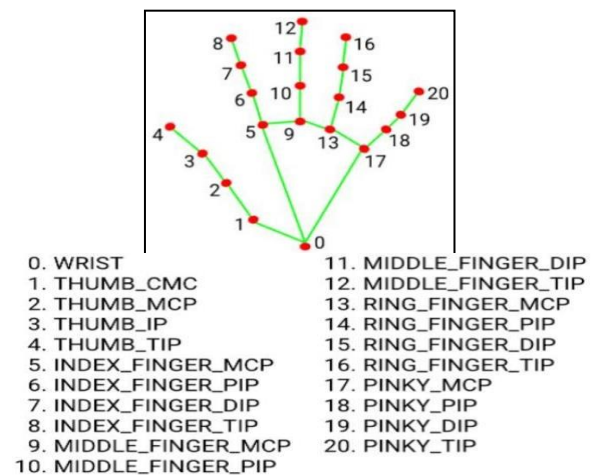 12
8
16
11
7
15
20
6
10
14
19
4
5
9
13
18
3
17
2
1
0
0. WRIST
1. THUMB_CMC
2. THUMB_MCP
3. THUMB_IP
4. THUMB_TIP
5. INDEX_FINGER_MCP
6. INDEX_FINGER_PIP
7. INDEX_FINGER_DIP
8. INDEX_FINGER_TIP
9. MIDDLE_FINGER_MCP
10. MIDDLE_FINGER_PIP
11. MIDDLE_FINGER_DIP
12. MIDDLE_FINGER_TIP
13. RING_FINGER_MCP
14. RING_FINGER_PIP
15. RING_FINGER_DIP
16. RING_FINGER_TIP
17. PINKY_MCP
18. PINKY_PIP
19. PINKY_DIP
20. PINKY_TIP